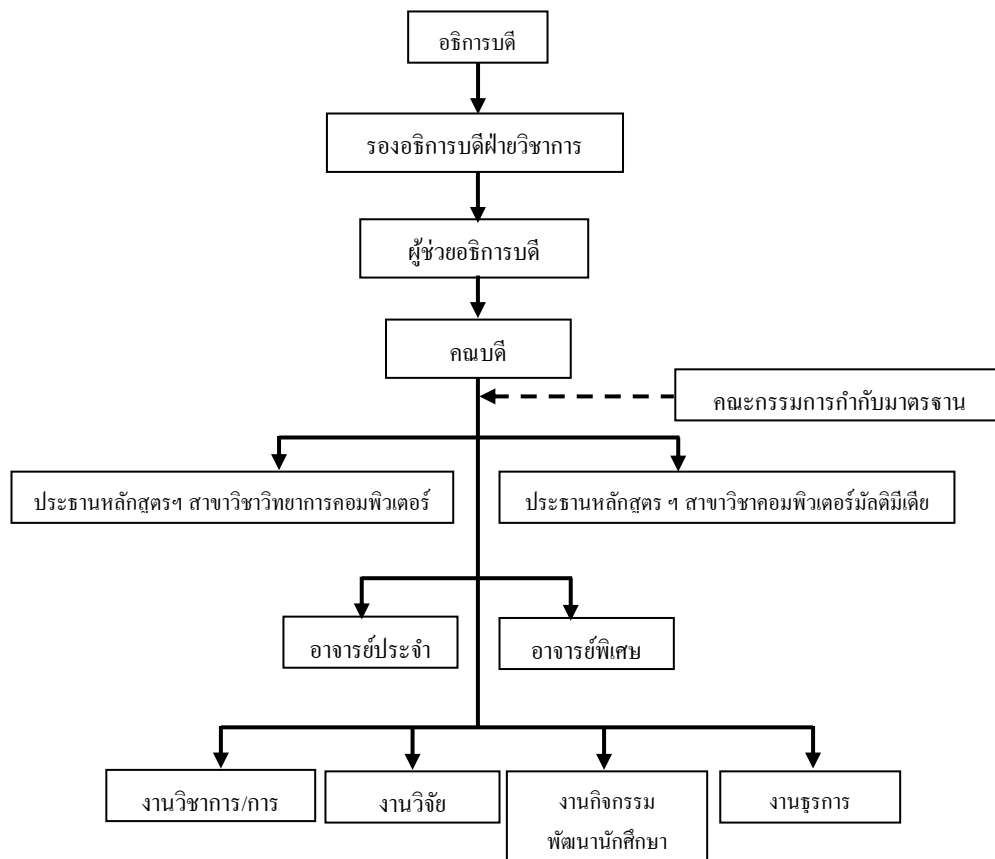 อธิการบดี
รองอธิการบดีฝ่ายวิชาการ
ผู้ช่วยอธิการบดี
คณบดี
คณะกรรมการกำกับมาตรฐาน
ประธานหลักสูตรฯ สาขาวิชาวิทยาการคอมพิวเตอร์
ประธานหลักสูตร ฯ สาขาวิชาคอมพิวเตอร์มัลติมีเดีย
อาจารย์ประจำ
อาจารย์พิเศษ
งานวิชาการ/การ
งานวิจัย
งานกิจกรรม
พัฒนานักศึกษา
งานธุรการ